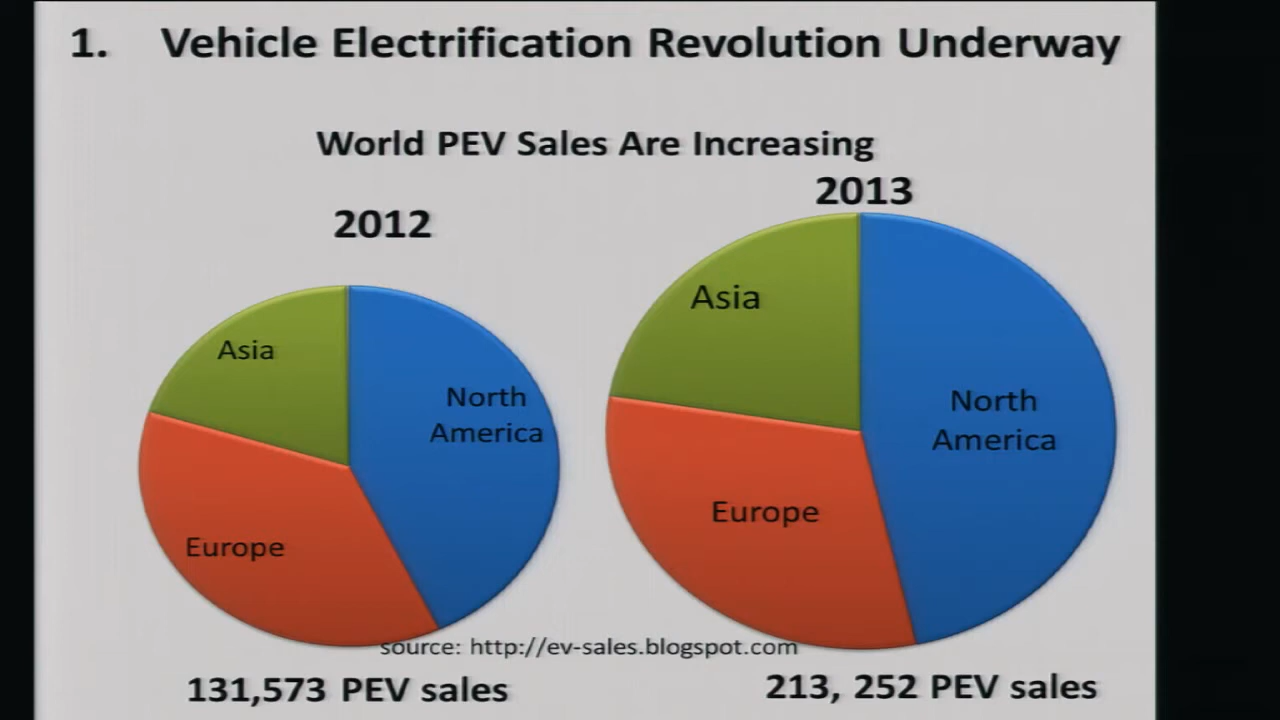 1. Vehicle Electrification Revolution Underway
World PEV Sales Are Increasing
2012
2013
Asia
North
America
Europe
Asia
North
America
Europe
source: http://ev-sales.blogspot.com
131,573 PEV sales
213, 252 PEV sales